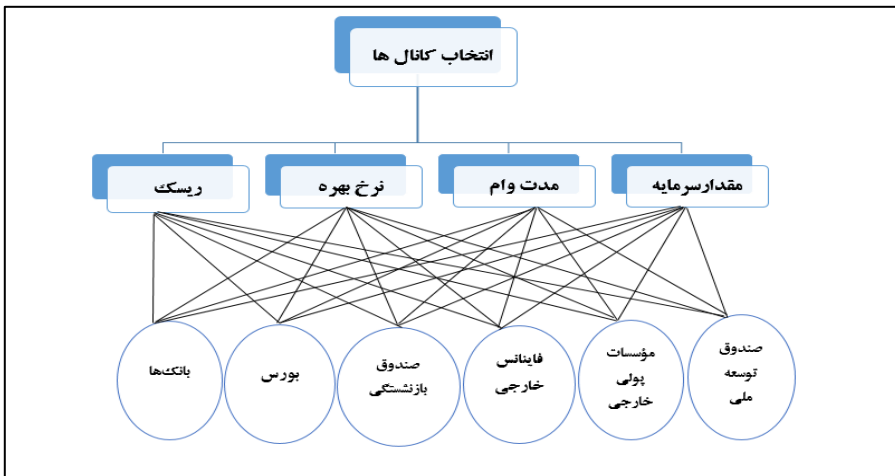 انتخاب کانال ها
مقدارسرمایه
مدت وام
نرخ بهره
ریسک
صندوق
توسعه
ملی
مؤسسات
پولی
خارجی
فاینانس
خارجی
صندوق
بازنشستگی
بورس
بانک‌ها